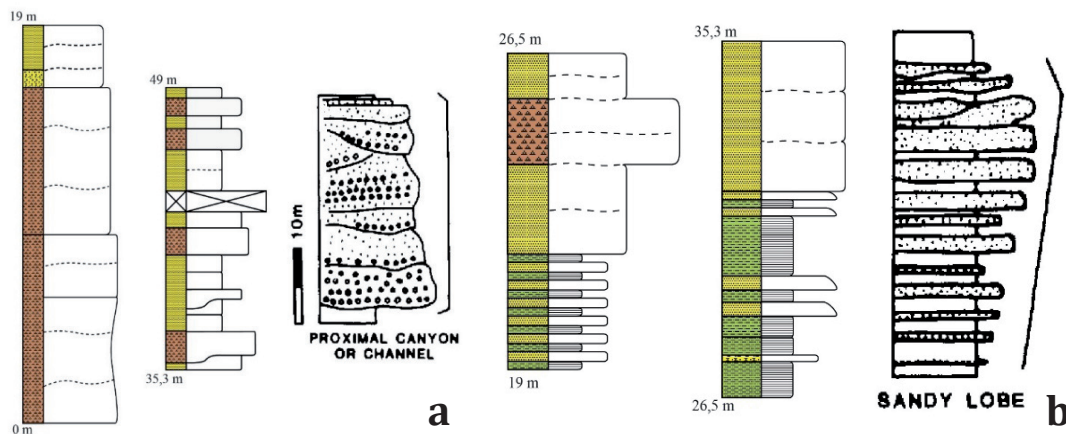 19 m
0 m
49 m
35,3 m
10m
PROXIMAL CANYON
OR CHANNEL
a
26,5 m
19 m
35,3 m
26,5 m
SANDY LOBE
b